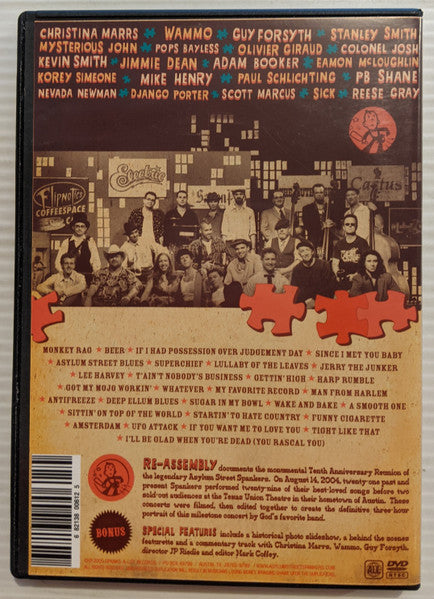 CHRISTINA MARRS ★ WAMMO ★ GUY FORSYTH ★ STANLEY SMITH
MYSTERIOUS JOHN ★ POPS BAYLESS ★ OLIVIER GIRAUD ★ COLONEL JOSH
KEVIN SMITH ★ JIMMIE DEAN ★ ADAM BOOKER ★ EAMON McLOUGHLIN
KOREY SIMEONE ★ MIKE HENRY ★ PAUL SCHLICHTING ★ PB SHANE
NEVADA NEWMAN ★ DJANGO PORTER ★ SCOTT MARCUS ★ SICK ★ REESE GRAY
Flipnotics
COFFEESPACE
Electric
Cactus
MONKEY RAG ★ BEER ★ IF I HAD POSSESSION OVER JUDGEMENT DAY ★ SINCE I MET YOU BABY
ASYLUM STREET BLUES ★ SUPERCHIEF ★ LULLABY OF THE LEAVES ★ JERRY THE JUNKER
LEE HARVEY ★ T'AIN'T NOBODY'S BUSINESS ★ GETTIN' HIGH ★ HARP RUMBLE
GOT MY MOJO WORKIN' ★ WHATEVER ★ MY FAVORITE RECORD ★ MAN FROM HARLEM
ANTIFREEZE ★ DEEP ELLUM BLUES ★ SUGAR IN MY BOWL ★ WAKE AND BAKE ★ A SMOOTH ONE
SITTIN' ON TOP OF THE WORLD ★ STARTIN' TO HATE COUNTRY ★ FUNNY CIGARETTE
AMSTERDAM ★ UFO ATTACK ★ IF YOU WANT ME TO LOVE YOU ★ TIGHT LIKE THAT
I'LL BE GLAD WHEN YOU'RE DEAD (YOU RASCAL YOU)
RE-ASSEMBLY documents the monumental Tenth Anniversary Reunion of
the legendary Asylum Street Spankers. On August 14, 2004, twenty-one past and
present Spankers performed twenty-nine of their best-loved songs before two
sold-out audiences at the Texas Union Theatre in their hometown of Austin. These
concerts were filmed, then edited together to create the definitive three-hour
portrait of this milestone concert by God's favorite band.
BONUS
SPECIAL FEATURES include a historical photo slideshow, a behind the scenes
featurette and a commentary track with Christina Marrs, Wammo, Guy Forsyth,
director JP Riedie and editor Mark Coffey.
6 82138 00812 5
DVD
NTSC